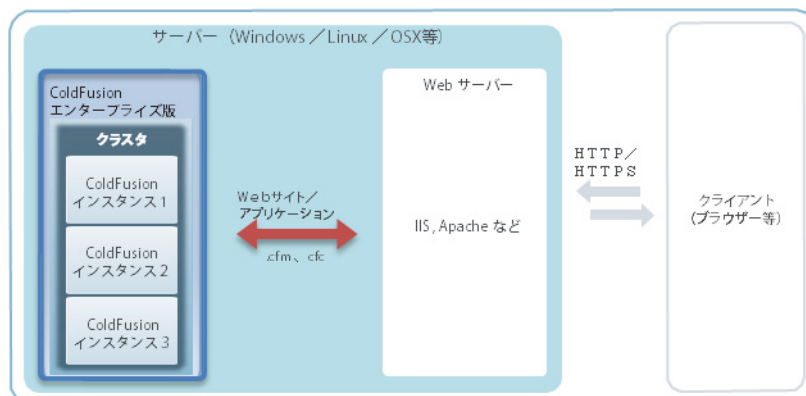 サーバー（Windows／Linux／OSX等）
ColdFusion
エンタープライズ版
クラスタ
ColdFusion
インスタンス1
ColdFusion
インスタンス2
ColdFusion
インスタンス3
Webサイト／
アプリケーション
.cfm、cfc
Web サーバー
IIS, Apache など
ＨＴＴＰ／
ＨＴＴＰＳ
クライアント
(ブラウザー等)